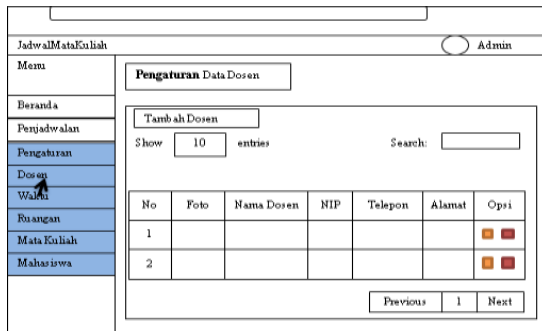 JadwalMataKuliah Admin
Menu
Pengaturan Data Dosen
Beranda
Penjadwalan
Pengaturan
Dosen
Waktu
Ruangan
Mata Kuliah
Mahasiswa
Tambah Dosen
Show 10 entries Search:
No Foto Nama Dosen NIP Telepon Alamat Opsi
1
2
Previous 1 Next